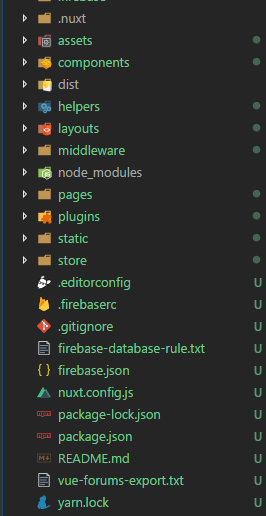 .nuxt
assets
components
dist
helpers
layouts
middleware
node_modules
pages
plugins
static
store
.editorconfig U
.firebaserc U
.gitignore U
firebase-database-rule.txt U
firebase.json U
nuxt.config.js U
package-lock.json U
package.json U
README.md U
vue-forums-export.txt U
yarn.lock U